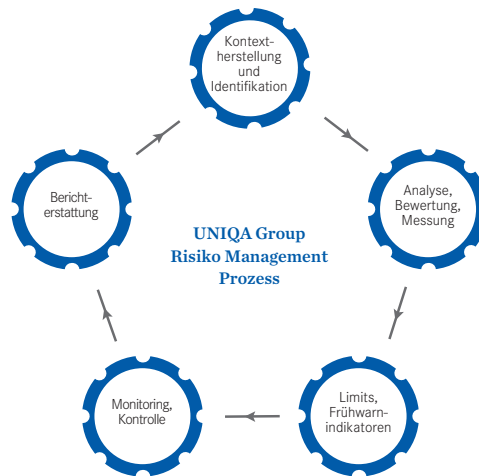 Kontext-
herstellung
und
Identifikation
Analyse,
Bewertung,
Messung
Limits,
Frühwarn-
indikatoren
Monitoring,
Kontrolle
Bericht-
erstattung
UNIQA Group
Risiko Management
Prozess